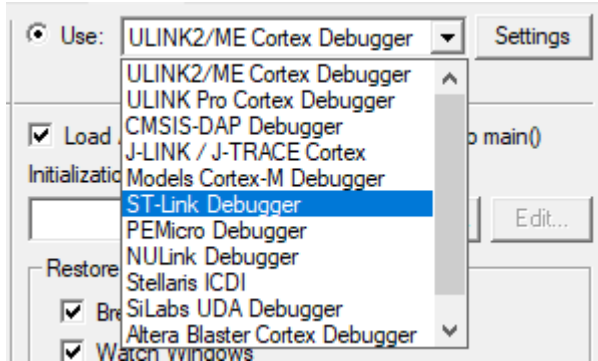 Use: ULINK2/ME Cortex Debugger Settings
ULINK2/ME Cortex Debugger
ULINK Pro Cortex Debugger
CMSIS-DAP Debugger
Load
J-LINK / J-TRACE Cortex
main()
Models Cortex-M Debugger
ST-Link Debugger
Edit...
PEMicro Debugger
NULink Debugger
Restore
Stellaris ICDI
SiLabs UDA Debugger
Altera Blaster Cortex Debugger
Watch Windows